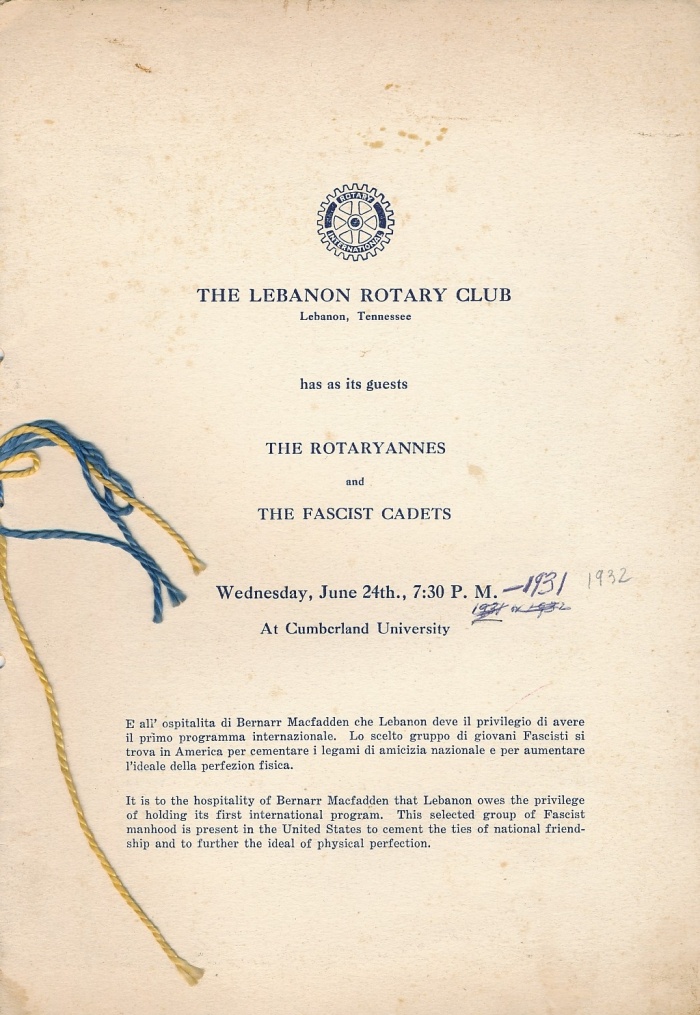 ROTARY
INTERNATIONAL
THE LEBANON ROTARY CLUB
Lebanon, Tennessee
has as its guests
THE ROTARYANNES
and
THE FASCIST CADETS
Wednesday, June 24th., 7:30 P. M. —1931 1932
1931 or 1932
At Cumberland University
E all' ospitalita di Bernarr Macfadden che Lebanon deve il privilegio di avere
il primo programma internazionale. Lo scelto gruppo di giovani Fascisti si
trova in America per cementare i legami di amicizia nazionale e per aumentare
l'ideale della perfezion fisica.
It is to the hospitality of Bernarr Macfadden that Lebanon owes the privilege
of holding its first international program. This selected group of Fascist
manhood is present in the United States to cement the ties of national friend-
ship and to further the ideal of physical perfection.